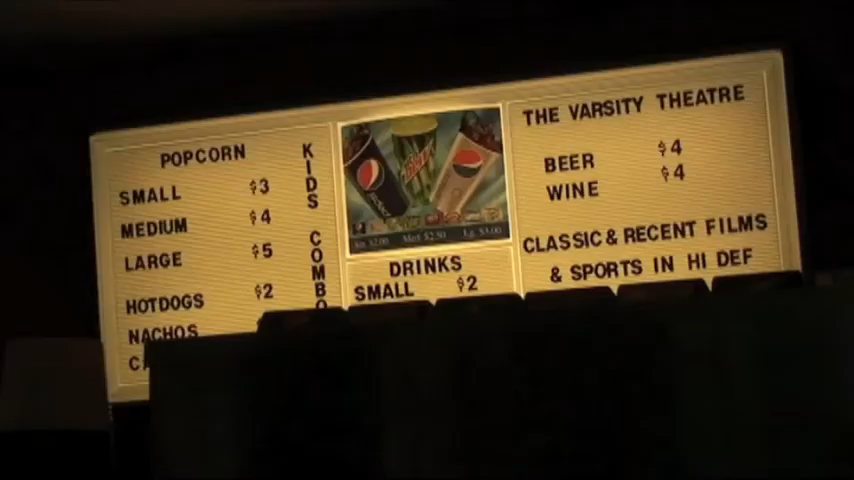 POPCORN
SMALL $3
MEDIUM $4
LARGE $5
HOTDOGS $2
NACHOS
KIDS COMBO
Sm $2.00 Med $2.50 Lg $3.00
DRINKS
SMALL $2
THE VARSITY THEATRE
BEER $4
WINE $4
CLASSIC & RECENT FILMS
& SPORTS IN HI DEF